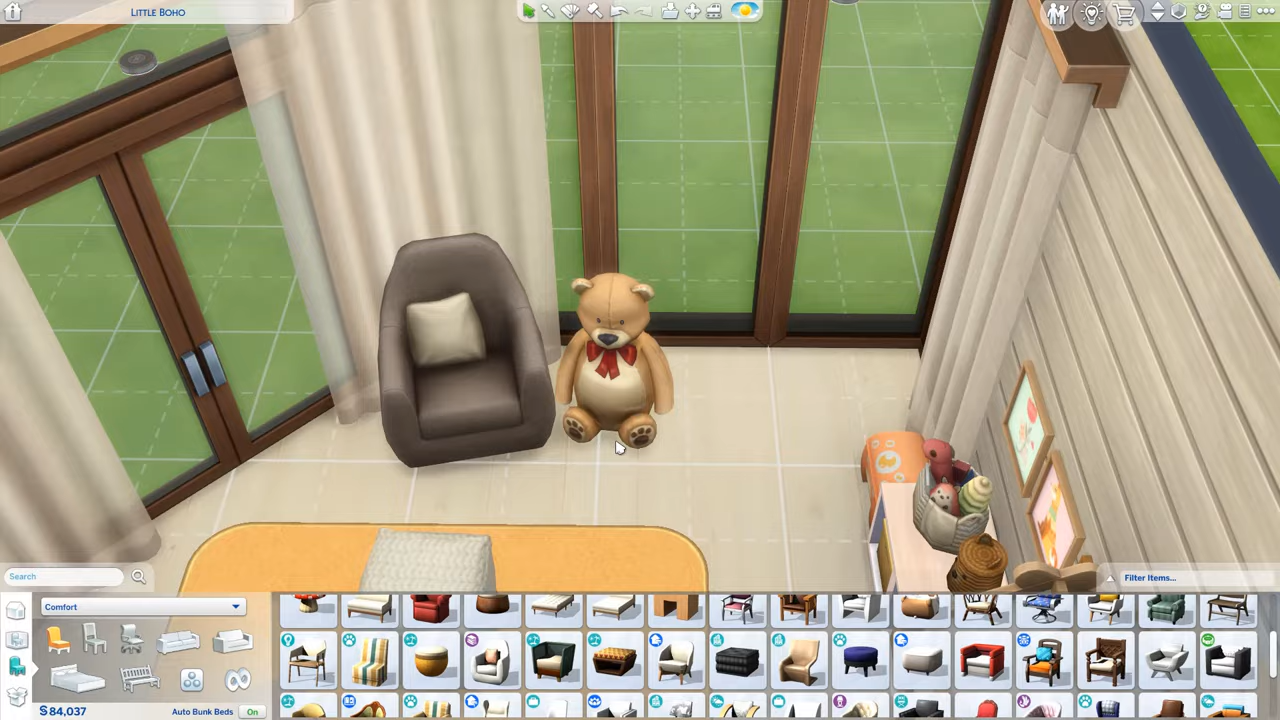 LITTLE BOHO
Search
Filter Items...
Comfort
$84,037
Auto Bunk Beds On